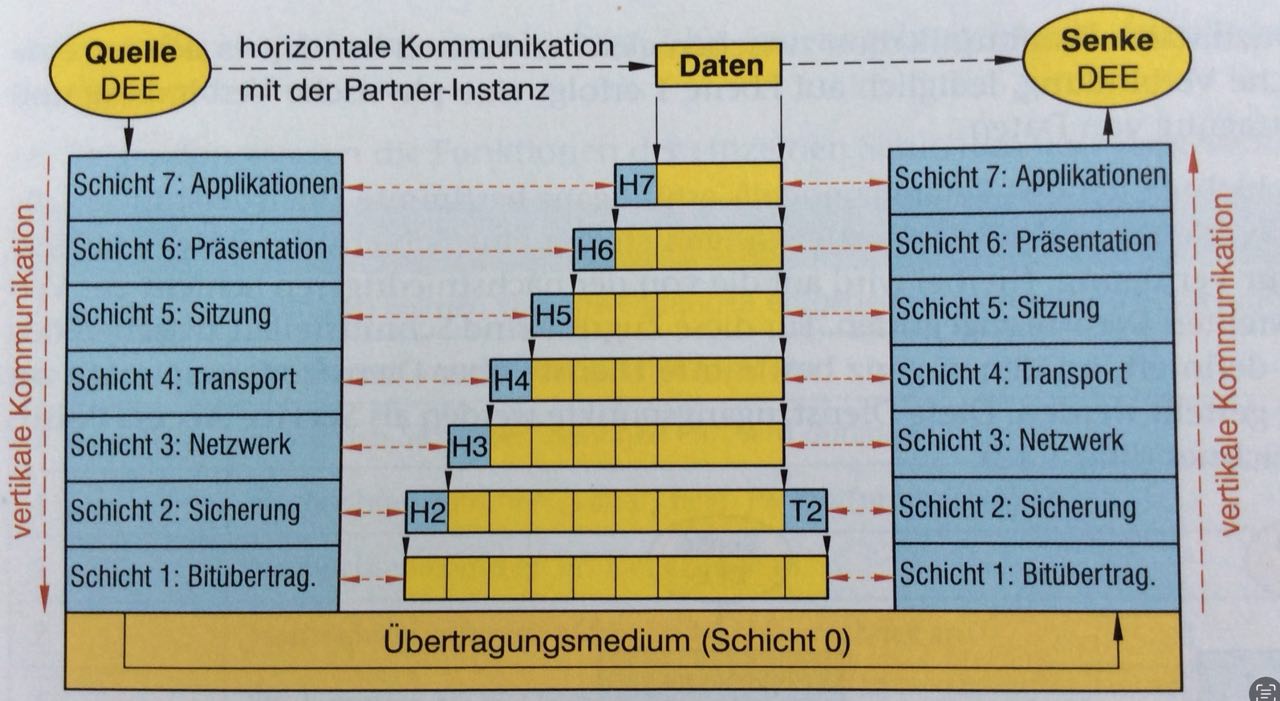 Quelle
DEE
horizontale Kommunikation
mit der Partner-Instanz
Daten
Senke
DEE
vertikale Kommunikation
Schicht 7: Applikationen
H7
Schicht 7: Applikationen
Schicht 6: Präsentation
H6
Schicht 6: Präsentation
Schicht 5: Sitzung
H5
Schicht 5: Sitzung
Schicht 4: Transport
H4
Schicht 4: Transport
Schicht 3: Netzwerk
H3
Schicht 3: Netzwerk
Schicht 2: Sicherung
H2
T2
Schicht 2: Sicherung
Schicht 1: Bitübertrag.
Schicht 1: Bitübertrag.
vertikale Kommunikation
Übertragungsmedium (Schicht 0)